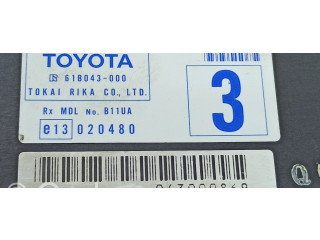 TOYOTA
61B043-000
TOKAI RIKA CO., LTD.
Rx MDL No. B11UA
e13 020480
3